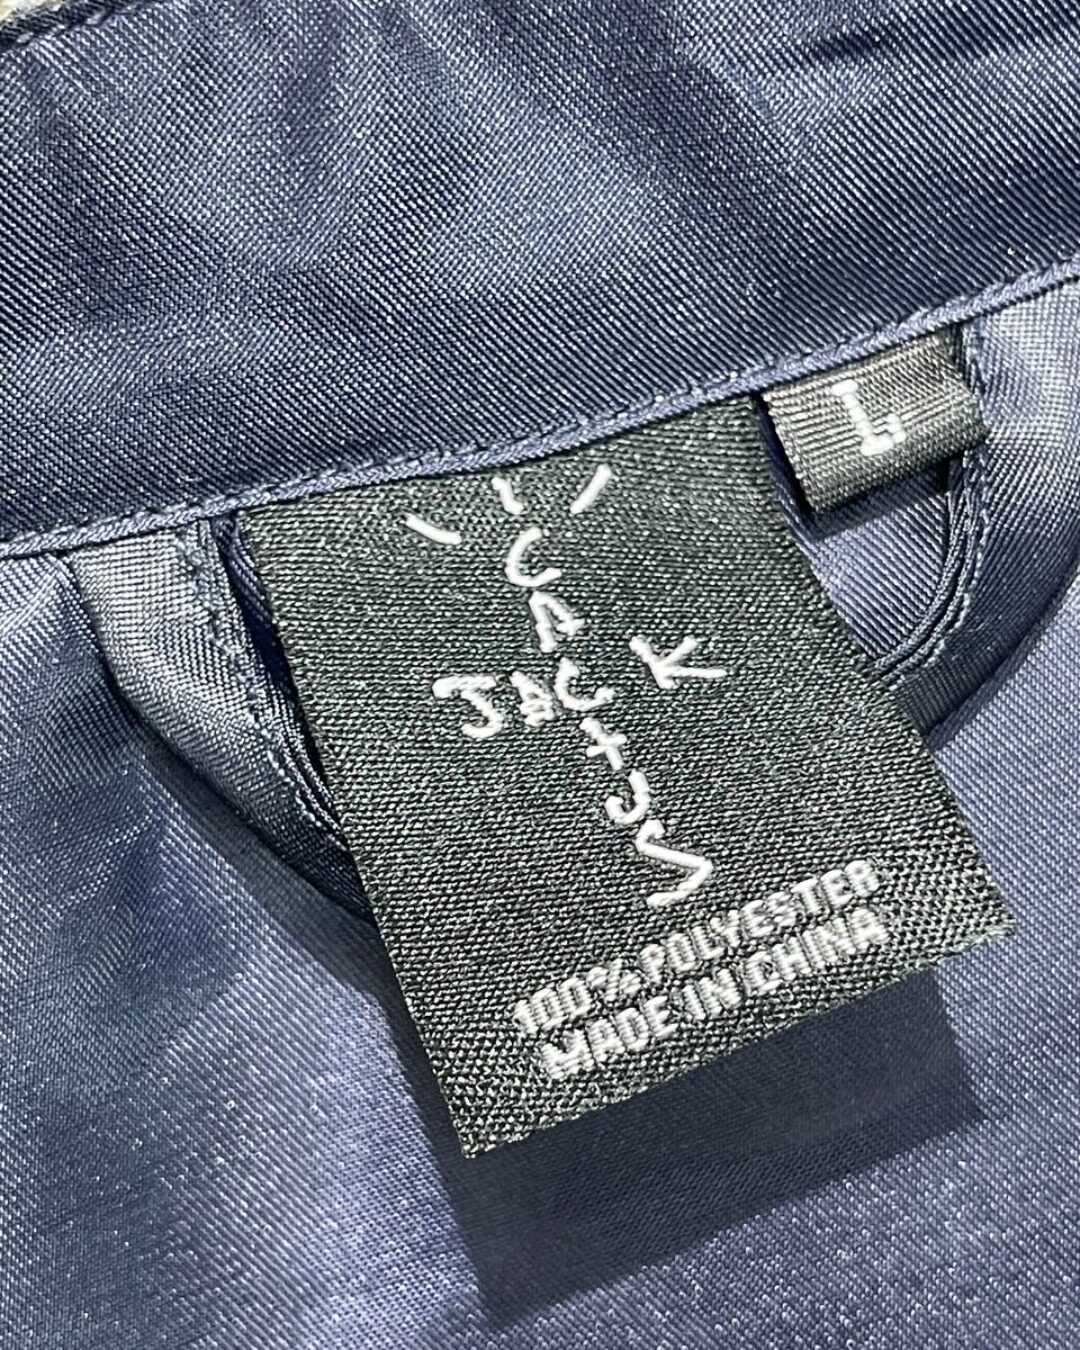 L
CACTUS
JACK
100% POLYESTER
MADE IN CHINA